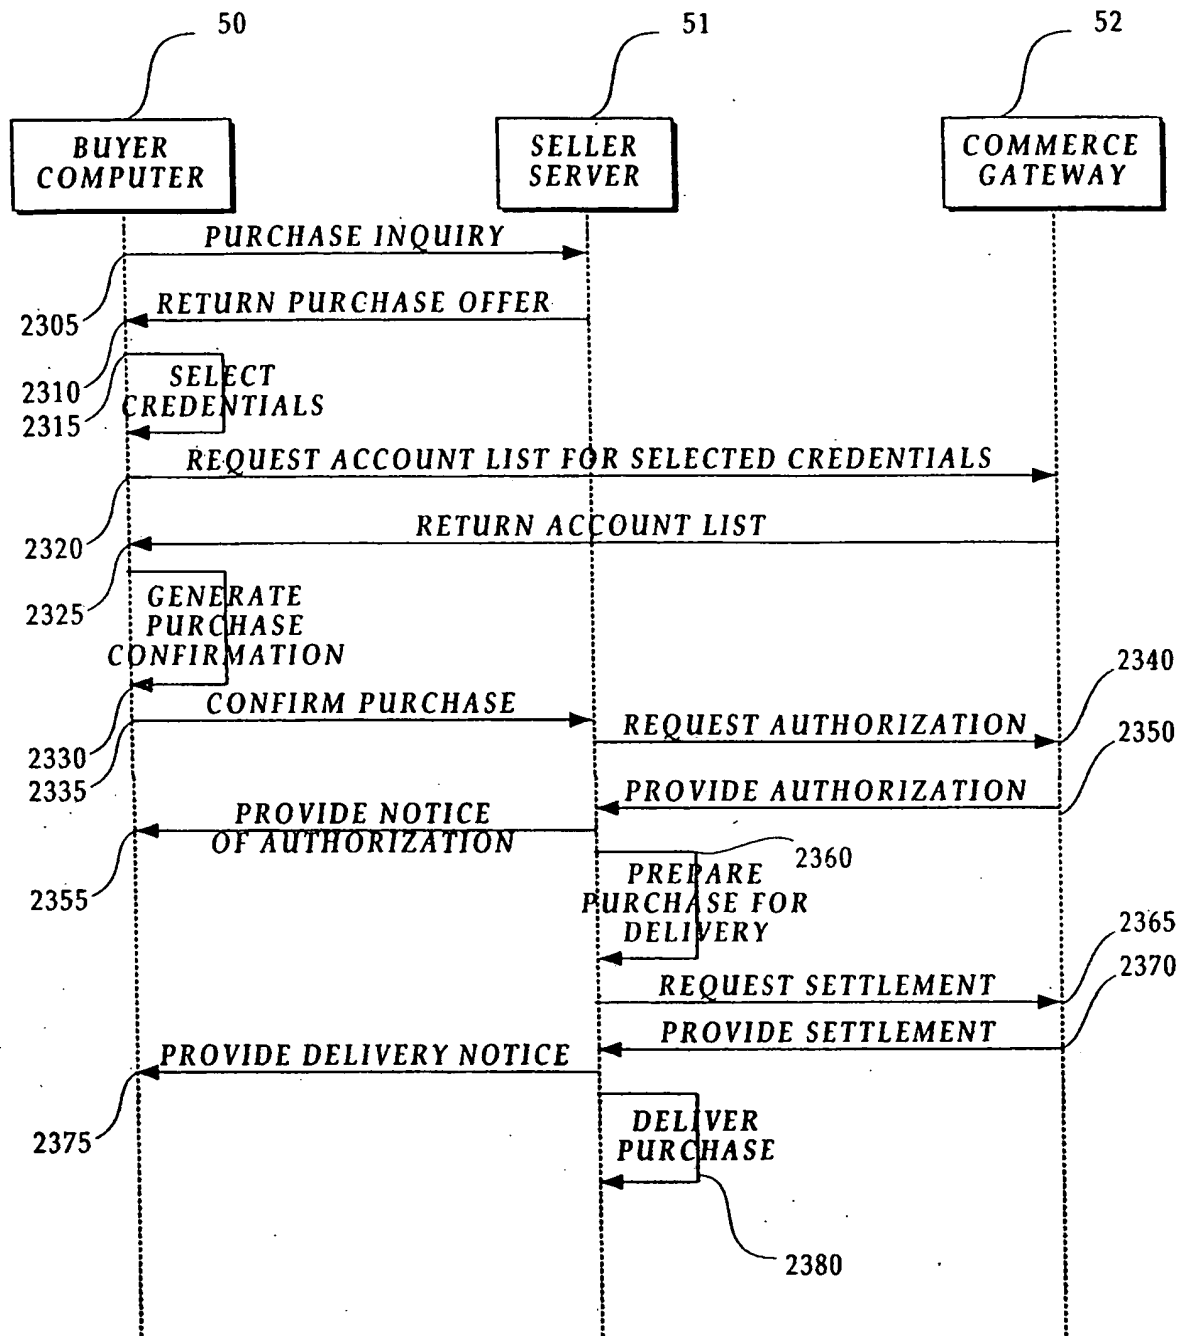 50
51
52
BUYER
COMPUTER
SELLER
SERVER
COMMERCE
GATEWAY
PURCHASE INQUIRY
2305
RETURN PURCHASE OFFER
2310
SELECT
CREDENTIALS
2315
REQUEST ACCOUNT LIST FOR SELECTED CREDENTIALS
2320
RETURN ACCOUNT LIST
2325
GENERATE
PURCHASE
CONFIRMATION
2330
CONFIRM PURCHASE
2335
REQUEST AUTHORIZATION
2340
PROVIDE AUTHORIZATION
2350
PROVIDE NOTICE
OF AUTHORIZATION
2355
2360
PREPARE
PURCHASE FOR
DELIVERY
REQUEST SETTLEMENT
2365
PROVIDE SETTLEMENT
2370
PROVIDE DELIVERY NOTICE
2375
DELIVER
PURCHASE
2380